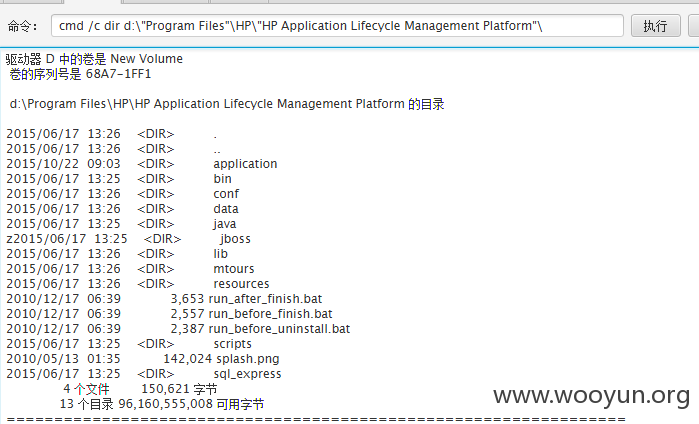 命令： cmd /c dir d:\"Program Files"\HP\"HP Application Lifecycle Management Platform"\ 执行
驱动器 D 中的卷是 New Volume
卷的序列号是 68A7-1FF1
d:\Program Files\HP\HP Application Lifecycle Management Platform 的目录
2015/06/17 13:26 <DIR> .
2015/06/17 13:26 <DIR> ..
2015/10/22 09:03 <DIR> application
2015/06/17 13:25 <DIR> bin
2015/06/17 13:26 <DIR> conf
2015/06/17 13:26 <DIR> data
2015/06/17 13:25 <DIR> java
z2015/06/17 13:25 <DIR> jboss
2015/06/17 13:26 <DIR> lib
2015/06/17 13:26 <DIR> mtours
2015/06/17 13:26 <DIR> resources
2010/12/17 06:39 3,653 run_after_finish.bat
2010/12/17 06:39 2,557 run_before_finish.bat
2010/12/17 06:39 2,387 run_before_uninstall.bat
2015/06/17 13:25 <DIR> scripts
2010/05/13 01:35 142,024 splash.png
2015/06/17 13:25 <DIR> sql_express
4 个文件 150,621 字节
13 个目录 96,160,555,008 可用字节
www.wooyun.org
==================================================================